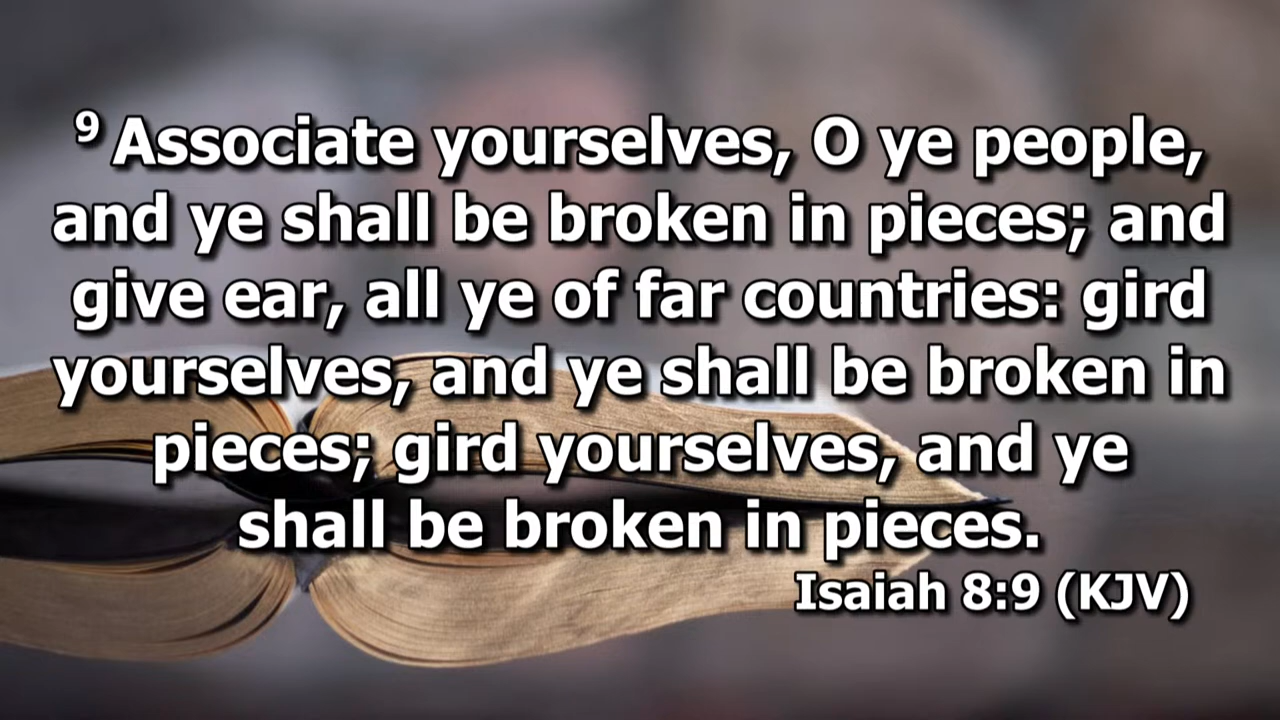 9 Associate yourselves, O ye people,
and ye shall be broken in pieces; and
give ear, all ye of far countries: gird
yourselves, and ye shall be broken in
pieces; gird yourselves, and ye
shall be broken in pieces.
Isaiah 8:9 (KJV)